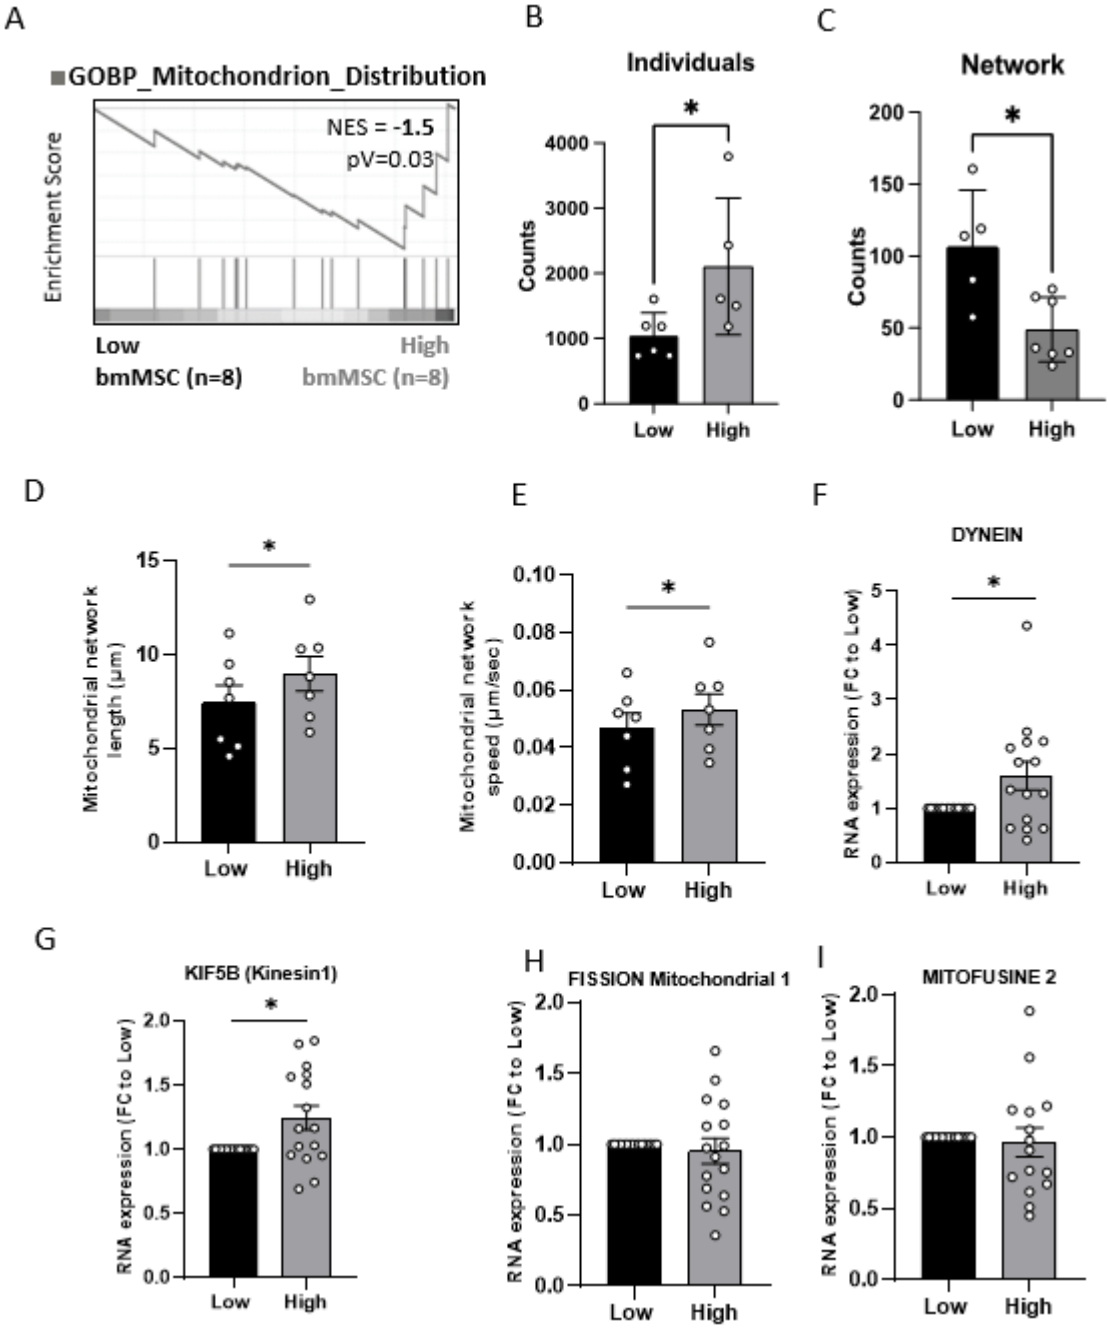 A
GOBP_Mitochondrion_Distribution
Enrichment Score
NES = -1.5
pV=0.03
Low
High
bmMSC (n=8)
bmMSC (n=8)
B
Individuals
*
Counts
4000
3000
2000
1000
0
Low
High
C
Network
*
Counts
200
150
100
50
0
Low
High
D
*
Mitochondrial network
length (µm)
15
10
5
0
Low
High
E
*
Mitochondrial network
speed (µm/sec)
0.10
0.08
0.06
0.04
0.02
0.00
Low
High
F
DYNEIN
*
RNA expression (FC to Low)
5
4
3
2
1
0
Low
High
G
KIF5B (Kinesin1)
*
RNA expression (FC to Low)
2.0
1.5
1.0
0.5
0.0
Low
High
H
FISSION Mitochondrial 1
RNA expression (FC to Low)
2.0
1.5
1.0
0.5
0.0
Low
High
I
MITOFUSINE 2
RNA expression (FC to Low)
2.0
1.5
1.0
0.5
0.0
Low
High